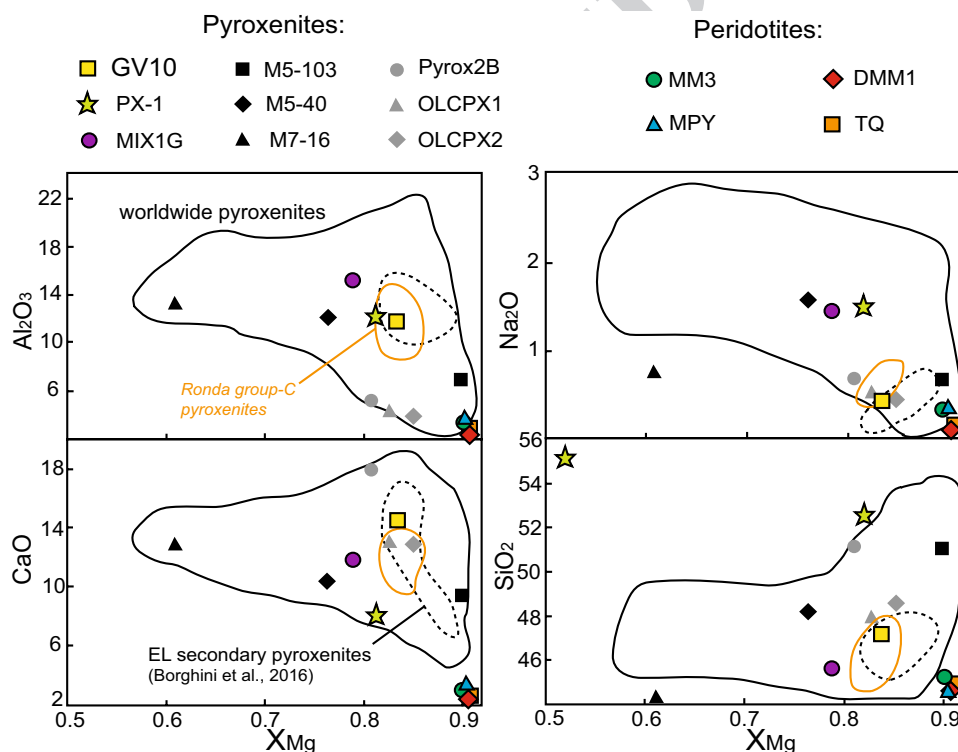 Pyroxenites:
Peridotites:
GV10
M5-103
Pyrox2B
PX-1
M5-40
OLCPX1
MIX1G
M7-16
OLCPX2
MM3
DMM1
MPY
TQ
22
18
14
12
6
Al2O3
worldwide pyroxenites
Ronda group-C
pyroxenites
3
2
1
Na2O
18
14
10
6
2
CaO
EL secondary pyroxenites
(Borghini et al., 2016)
0.5
0.6
0.7
0.8
0.9
XMg
56
54
52
50
48
46
SiO2
0.5
0.6
0.7
0.8
0.9
XMg